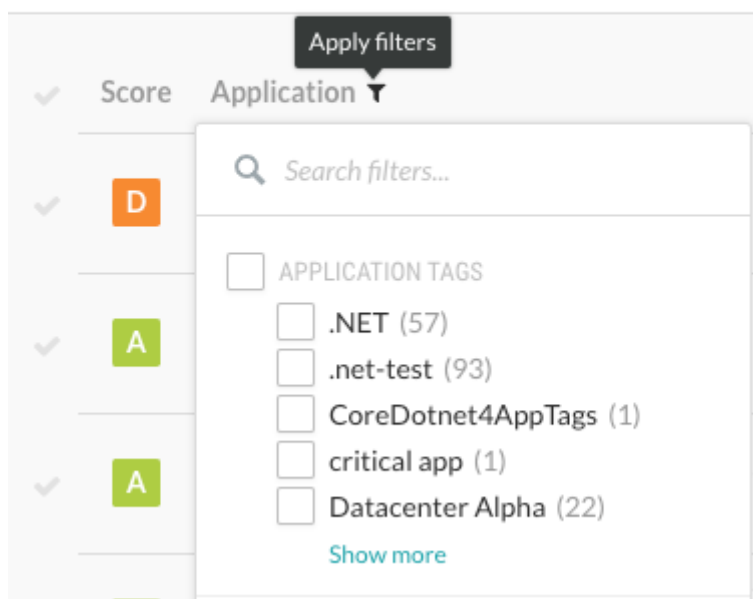 Apply filters
Score Application
Search filters...
D
APPLICATION TAGS
.NET (57)
A
.net-test (93)
CoreDotnet4AppTags (1)
critical app (1)
A
Datacenter Alpha (22)
Show more